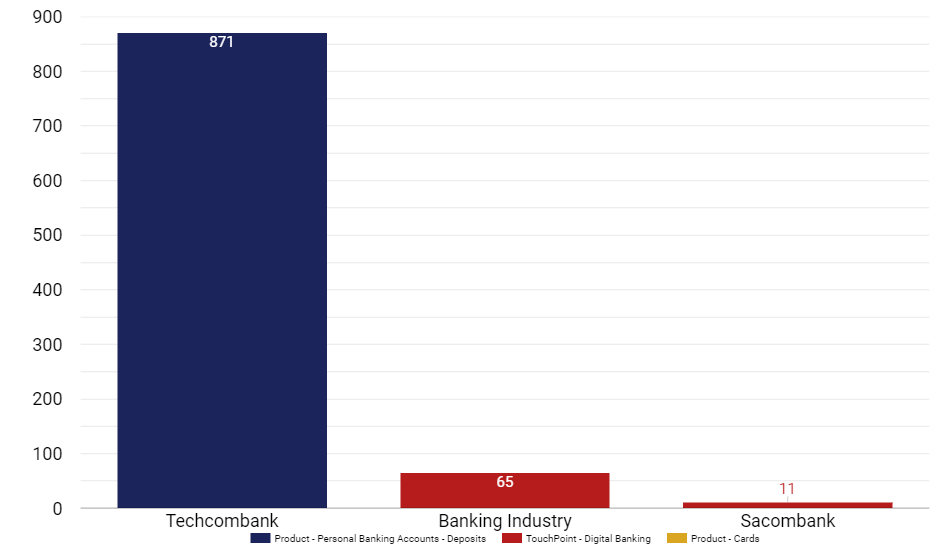 900
800
700
600
500
400
300
200
100
0
871
65
11
Techcombank
Banking Industry
Sacombank
Product - Personal Banking Accounts - Deposits
TouchPoint - Digital Banking
Product - Cards